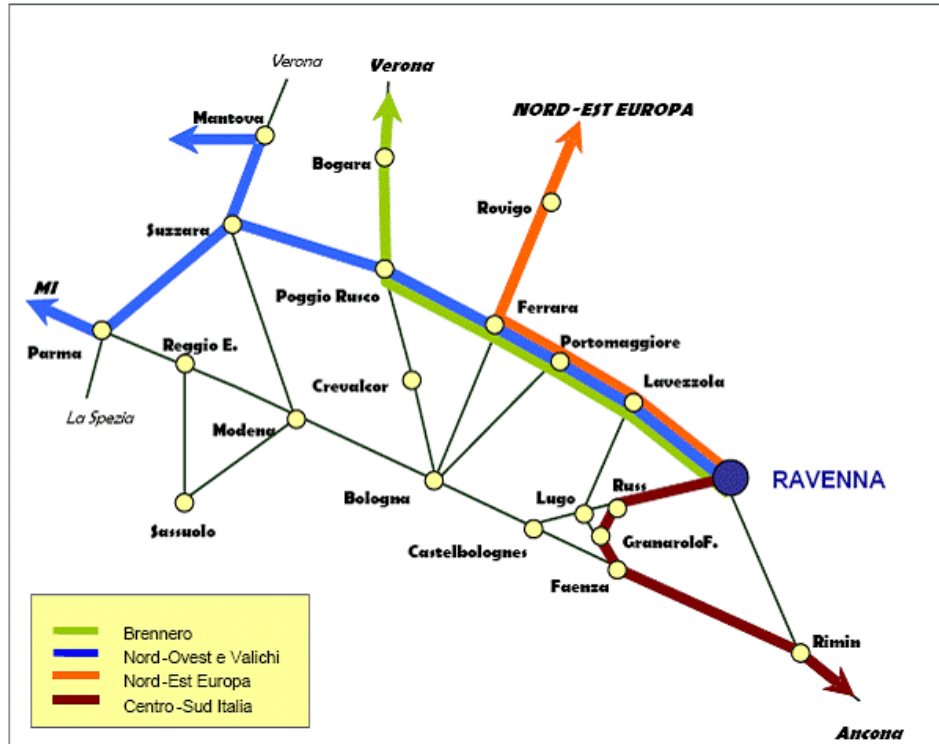 Verona
Verona
NORD-EST EUROPA
Mantova
Bogara
Rovigo
Suzzara
MI
Poggio Rusco
Ferrara
Portomaggiore
Parma
Reggio E.
Crevalcor
Lavezzola
La Spezia
Modena
RAVENNA
Bologna
Lugo
Russ
Sassuolo
Castelbolognes
GranaroloF.
Faenza
Rimin
Brennero
Nord-Ovest e Valichi
Nord-Est Europa
Centro-Sud Italia
Ancona